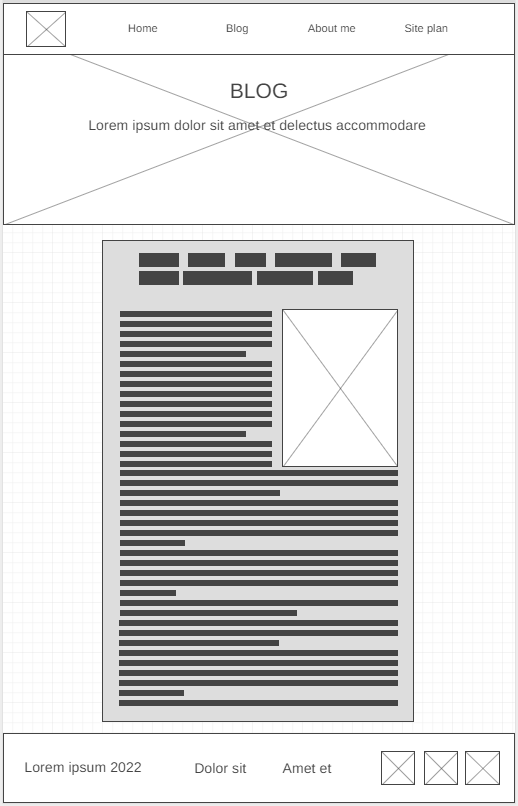 Home Blog About me Site plan
BLOG
Lorem ipsum dolor sit amet et delectus accommodare
Lorem ipsum 2022 Dolor sit Amet et